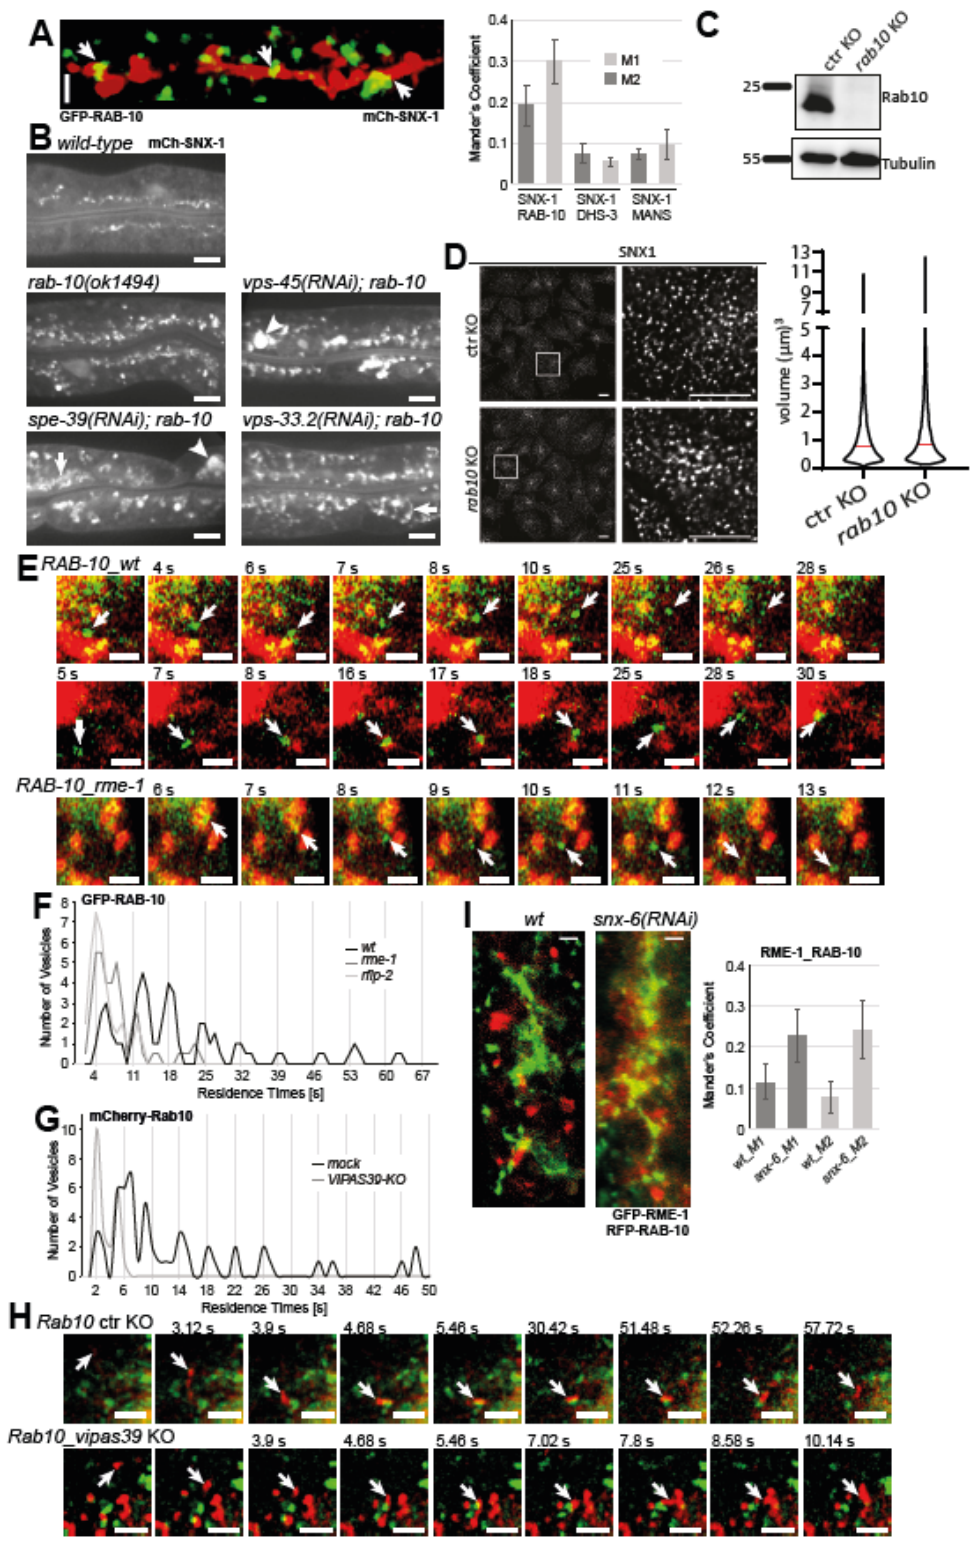 A
GFP-RAB-10 mCh-SNX-1
Mander's Coefficient
0.4
0.3
0.2
0.1
0
M1
M2
SNX-1 SNX-1 SNX-1
RAB-10 DHS-3 MANS
C
ctr KO
rab10 KO
25
Rab10
55
Tubulin
B
wild-type mCh-SNX-1
rab-10(ok1494) vps-45(RNAi); rab-10
spe-39(RNAi); rab-10 vps-33.2(RNAi); rab-10
D
SNX1
ctr KO
rab10 KO
volume (µm)³
13
11
9
7
5
4
3
2
1
0
ctr KO
rab10 KO
E
RAB-10_wt
4 s 6 s 7 s 8 s 10 s 25 s 26 s 28 s
5 s 7 s 8 s 16 s 17 s 18 s 25 s 28 s 30 s
RAB-10_rme-1
6 s 7 s 8 s 9 s 10 s 11 s 12 s 13 s
F
GFP-RAB-10
Number of Vesicles
8
7
6
5
4
3
2
1
0
wt
rme-1
rflp-2
4 11 18 25 32 39 46 53 60 67
Residence Times [s]
G
mCherry-Rab10
Number of Vesicles
10
8
6
4
2
0
mock
VIPAS39-KO
2 6 10 14 18 22 26 30 34 38 42 46 50
Residence Times [s]
I
wt snx-6(RNAi)
GFP-RME-1
RFP-RAB-10
RME-1_RAB-10
Mander's Coefficient
0.4
0.3
0.2
0.1
0
wt_M1
snx-6_M1
wt_M2
snx-6_M2
H
Rab10 ctr KO
3.12 s 3.9 s 4.68 s 5.46 s 30.42 s 51.48 s 52.26 s 57.72 s
Rab10_vipas39 KO
3.9 s 4.68 s 5.46 s 7.02 s 7.8 s 8.58 s 10.14 s